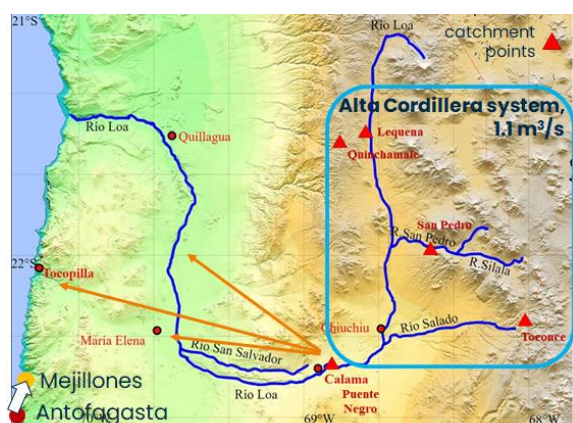 21°S
Rio Loa
catchment
points
Alta Cordillera system,
1.1 m³/s
Rio Loa
Quillagua
Lequena
Quinchamale
San Pedro
R.San Pedro
R.Silala
22°S
Tocopilla
Chiuchiu
Rio Salado
Toconce
Maria Elena
Rio San Salvador
Calama
Puente
Negro
Rio Loa
Mejillones
Antofagasta
69°W
68°W